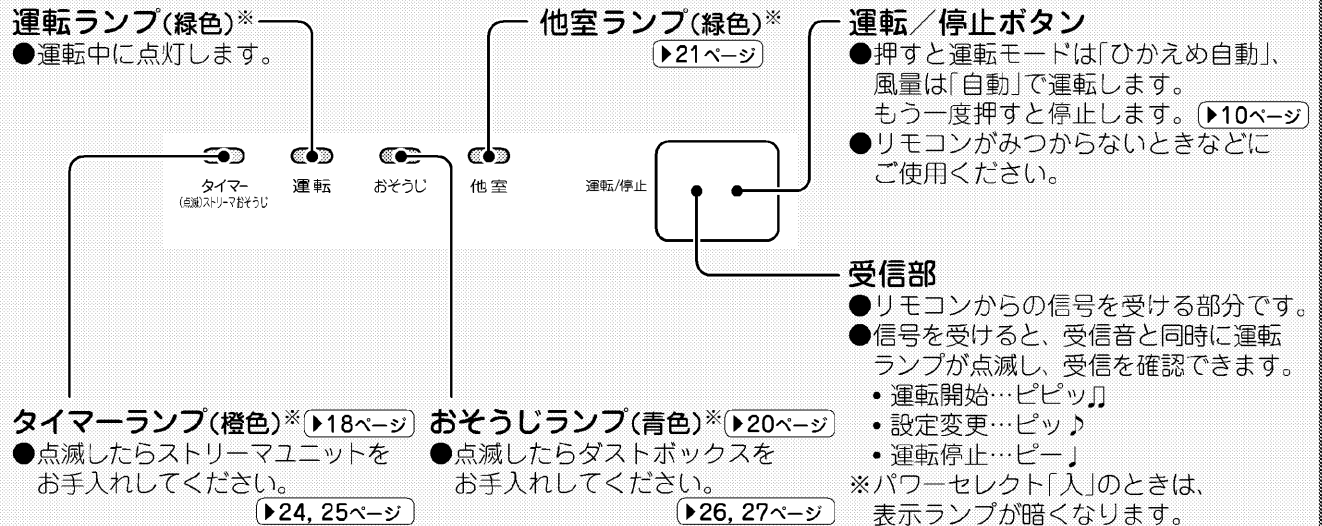 運転ランプ(緑色)※
●運転中に点灯します。
他室ランプ(緑色)※
▶21ページ
運転／停止ボタン
●押すと運転モードは「ひかえめ自動」、
風量は「自動」で運転します。
もう一度押すと停止します。▶10ページ
●リモコンがみつからないときなどに
ご使用ください。
タイマー
(点滅)ストリーマおそうじ
運転
おそうじ
他室
運転/停止
受信部
●リモコンからの信号を受ける部分です。
●信号を受けると、受信音と同時に運転
ランプが点滅し、受信を確認できます。
・運転開始…ピピッ♫
・設定変更…ピッ♪
・運転停止…ピー♩
※パワーセレクト「入」のときは、
表示ランプが暗くなります。
タイマーランプ(橙色)※▶18ページ
●点滅したらストリーマユニットを
お手入れしてください。
▶24, 25ページ
おそうじランプ(青色)※▶20ページ
●点滅したらダストボックスを
お手入れしてください。
▶26, 27ページ